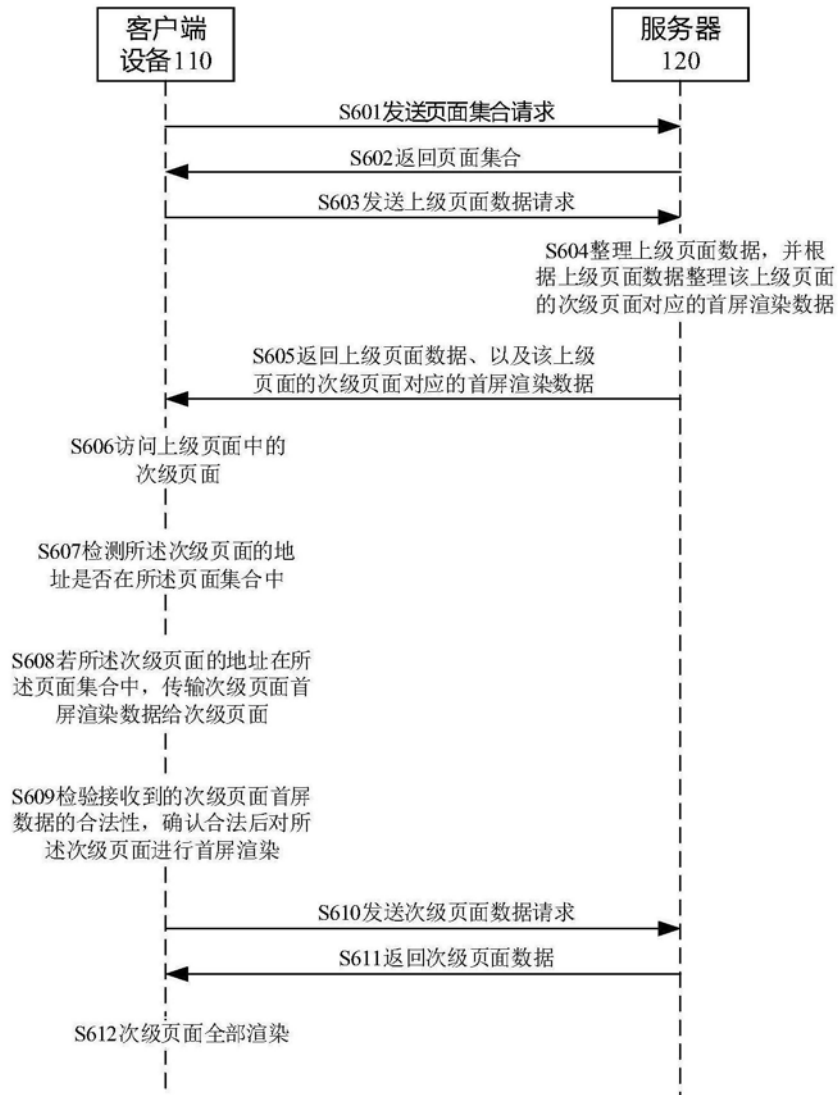 客户端
设备110
服务器
120
S601发送页面集合请求
S602返回页面集合
S603发送上级页面数据请求
S604整理上级页面数据，并根
据上级页面数据整理该上级页面
的次级页面对应的首屏渲染数据
S605返回上级页面数据、以及该上级
页面的次级页面对应的首屏渲染数据
S606访问上级页面中的
次级页面
S607检测所述次级页面的地
址是否在所述页面集合中
S608若所述次级页面的地址在所
述页面集合中，传输次级页面首
屏渲染数据给次级页面
S609检验接收到的次级页面首屏
数据的合法性，确认合法后对所
述次级页面进行首屏渲染
S610发送次级页面数据请求
S611返回次级页面数据
S612次级页面全部渲染